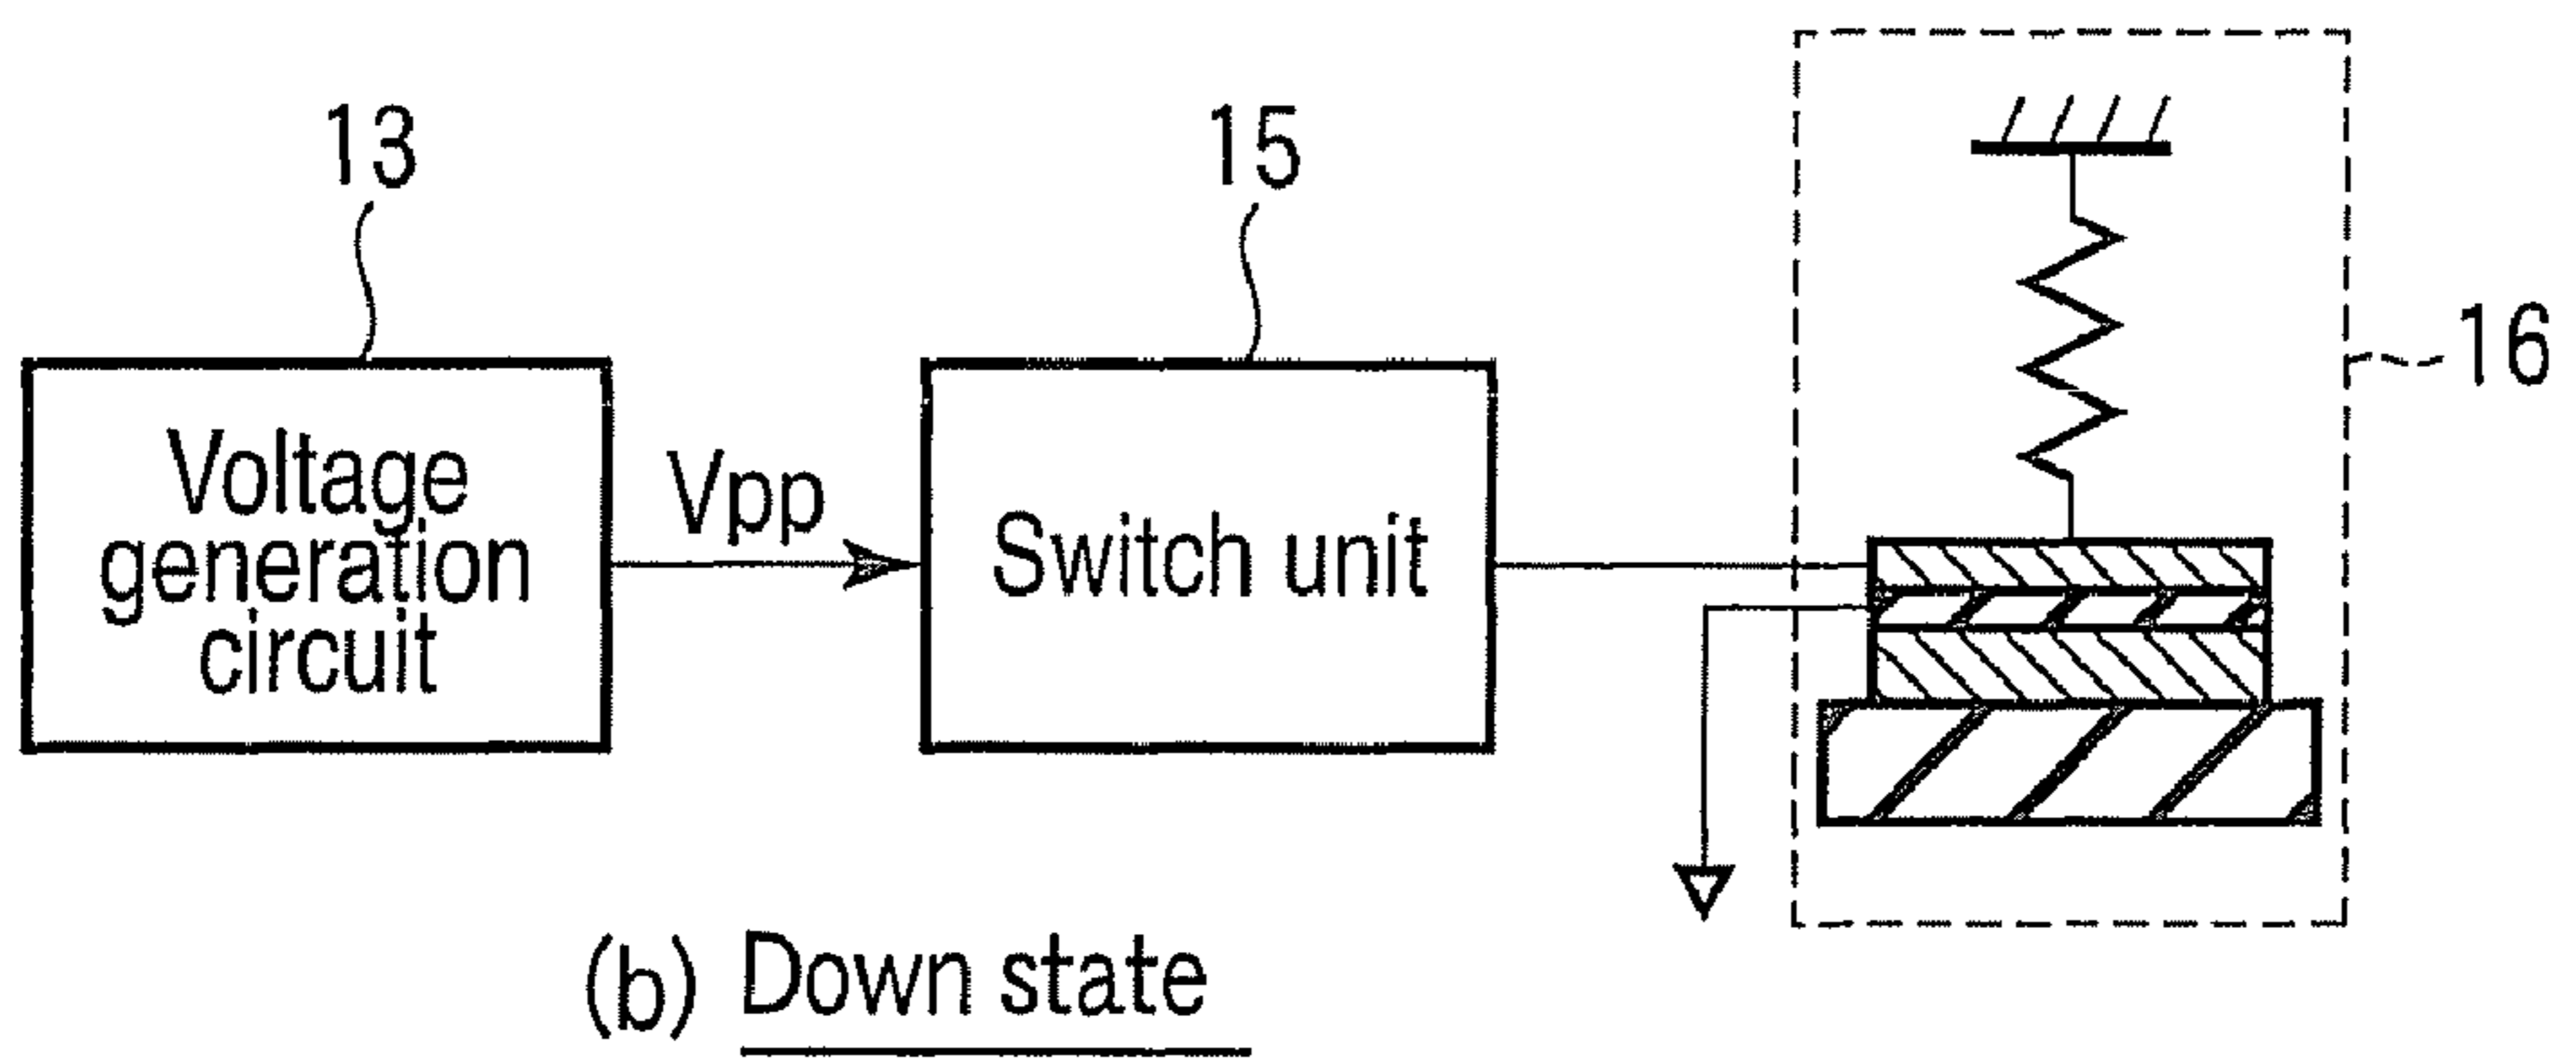 13
15
16
Voltage
generation
circuit
Vpp
Switch unit
(b) Down state